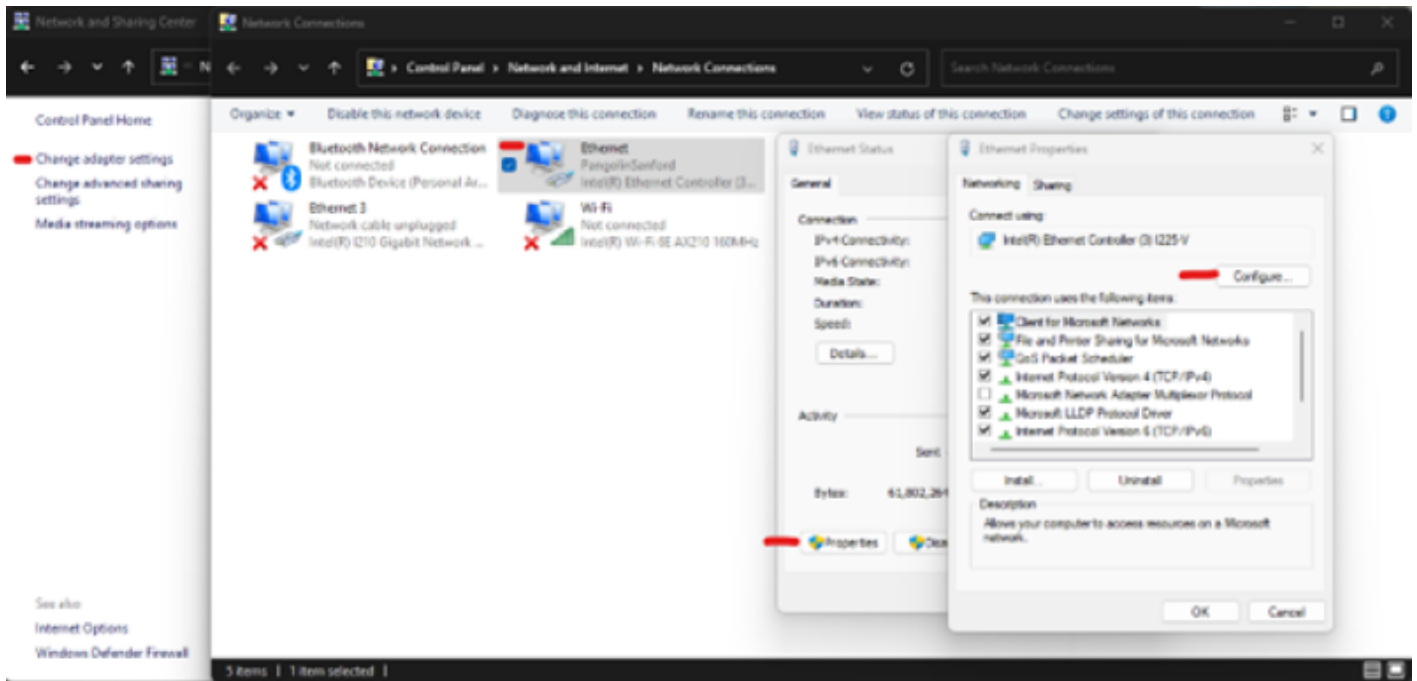 Network and Sharing Center
Network Connections
Control Panel > Network and Internet > Network Connections
Search Network Connections
Control Panel Home
Change adapter settings
Change advanced sharing
settings
Media streaming options
See also
Internet Options
Windows Defender Firewall
Organize
Disable this network device
Diagnose this connection
Rename this connection
View status of this connection
Change settings of this connection
Bluetooth Network Connection
Not connected
Bluetooth Device (Personal Ar...
Ethernet
PangolinSanford
Intel(R) Ethernet Controller (3...
Ethernet 3
Network cable unplugged
Intel(R) I210 Gigabit Network ...
Wi-Fi
Not connected
Intel(R) Wi-Fi 6E AX210 160MHz
Ethernet Status
General
Connection
IPv4 Connectivity:
IPv6 Connectivity:
Media State:
Duration:
Speed:
Details...
Activity
Sent
Bytes: 61,802,264
Properties
Disa
Ethernet Properties
Networking
Sharing
Connect using:
Intel(R) Ethernet Controller (3) I225-V
Configure...
This connection uses the following items:
Client for Microsoft Networks
File and Printer Sharing for Microsoft Networks
QoS Packet Scheduler
Internet Protocol Version 4 (TCP/IPv4)
Microsoft Network Adapter Multiplexor Protocol
Microsoft LLDP Protocol Driver
Internet Protocol Version 6 (TCP/IPv6)
Install...
Uninstall
Properties
Description
Allows your computer to access resources on a Microsoft
network.
OK
Cancel
5 items | 1 item selected |